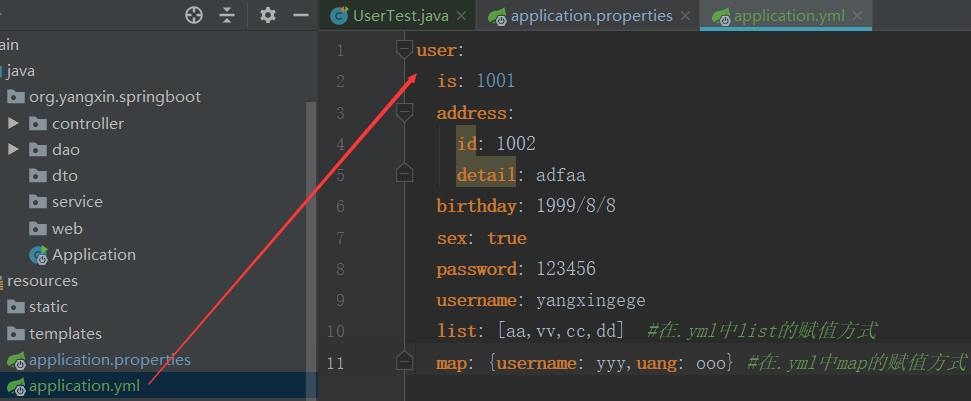 UserTest.java
application.properties
application.yml
ain
java
org.yangxin.springboot
controller
dao
dto
service
web
Application
resources
static
templates
application.properties
application.yml
1 user:
2 is: 1001
3 address:
4 id: 1002
5 detail: adfaa
6 birthday: 1999/8/8
7 sex: true
8 password: 123456
9 username: yangxingege
10 list: [aa,vv,cc,dd] #在.yml中list的赋值方式
11 map: {username: yyy,uang: ooo} #在.yml中map的赋值方式